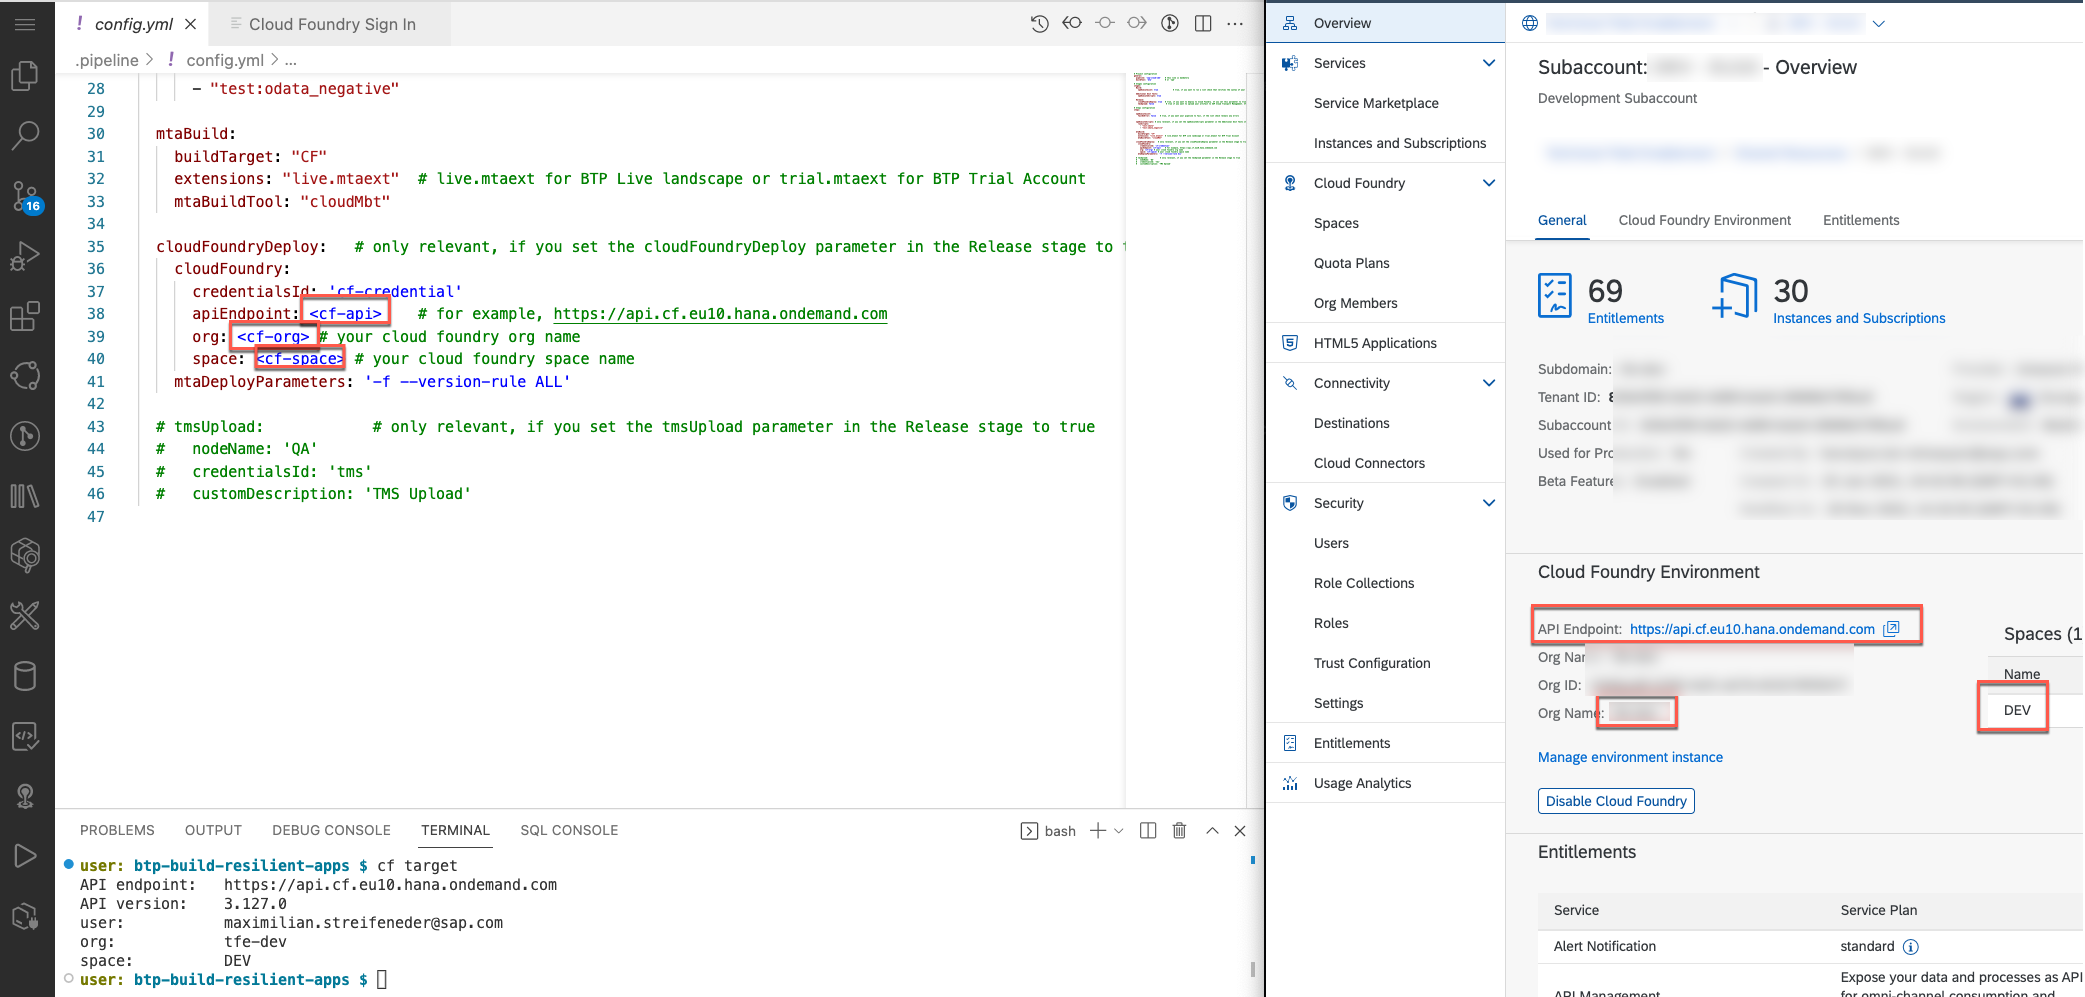 config.yml
Cloud Foundry Sign In
.pipeline > ! config.yml > ...
28 - "test:odata_negative"
29
30 mtaBuild:
31 buildTarget: "CF"
32 extensions: "live.mtaext" # live.mtaext for BTP Live landscape or trial.mtaext for BTP Trial Account
33 mtaBuildTool: "cloudMbt"
34
35 cloudFoundryDeploy: # only relevant, if you set the cloudFoundryDeploy parameter in the Release stage to
36 cloudFoundry:
37 credentialsId: 'cf-credential'
38 apiEndpoint: <cf-api> # for example, https://api.cf.eu10.hana.ondemand.com
39 org: <cf-org> # your cloud foundry org name
40 space: <cf-space> # your cloud foundry space name
41 mtaDeployParameters: '-f --version-rule ALL'
42
43 # tmsUpload: # only relevant, if you set the tmsUpload parameter in the Release stage to true
44 # nodeName: 'QA'
45 # credentialsId: 'tms'
46 # customDescription: 'TMS Upload'
47
16
PROBLEMS OUTPUT DEBUG CONSOLE TERMINAL SQL CONSOLE
bash
user: btp-build-resilient-apps $ cf target
API endpoint: https://api.cf.eu10.hana.ondemand.com
API version: 3.127.0
user: maximilian.streifeneder@sap.com
org: tfe-dev
space: DEV
user: btp-build-resilient-apps $
Overview
Services
Service Marketplace
Instances and Subscriptions
Cloud Foundry
Spaces
Quota Plans
Org Members
HTML5 Applications
Connectivity
Destinations
Cloud Connectors
Security
Users
Role Collections
Roles
Trust Configuration
Settings
Entitlements
Usage Analytics
Subaccount: - Overview
Development Subaccount
General Cloud Foundry Environment Entitlements
69
Entitlements
30
Instances and Subscriptions
Subdomain:
Tenant ID:
Subaccount
Used for
Beta
Cloud Foundry Environment
API Endpoint: https://api.cf.eu10.hana.ondemand.com
Org
Org ID:
Org Name:
Manage environment instance
Disable Cloud Foundry
Spaces (1
Name
DEV
Entitlements
Service Service Plan
Alert Notification standard
API Management Expose your data and processes as API
for omni-channel consumption and